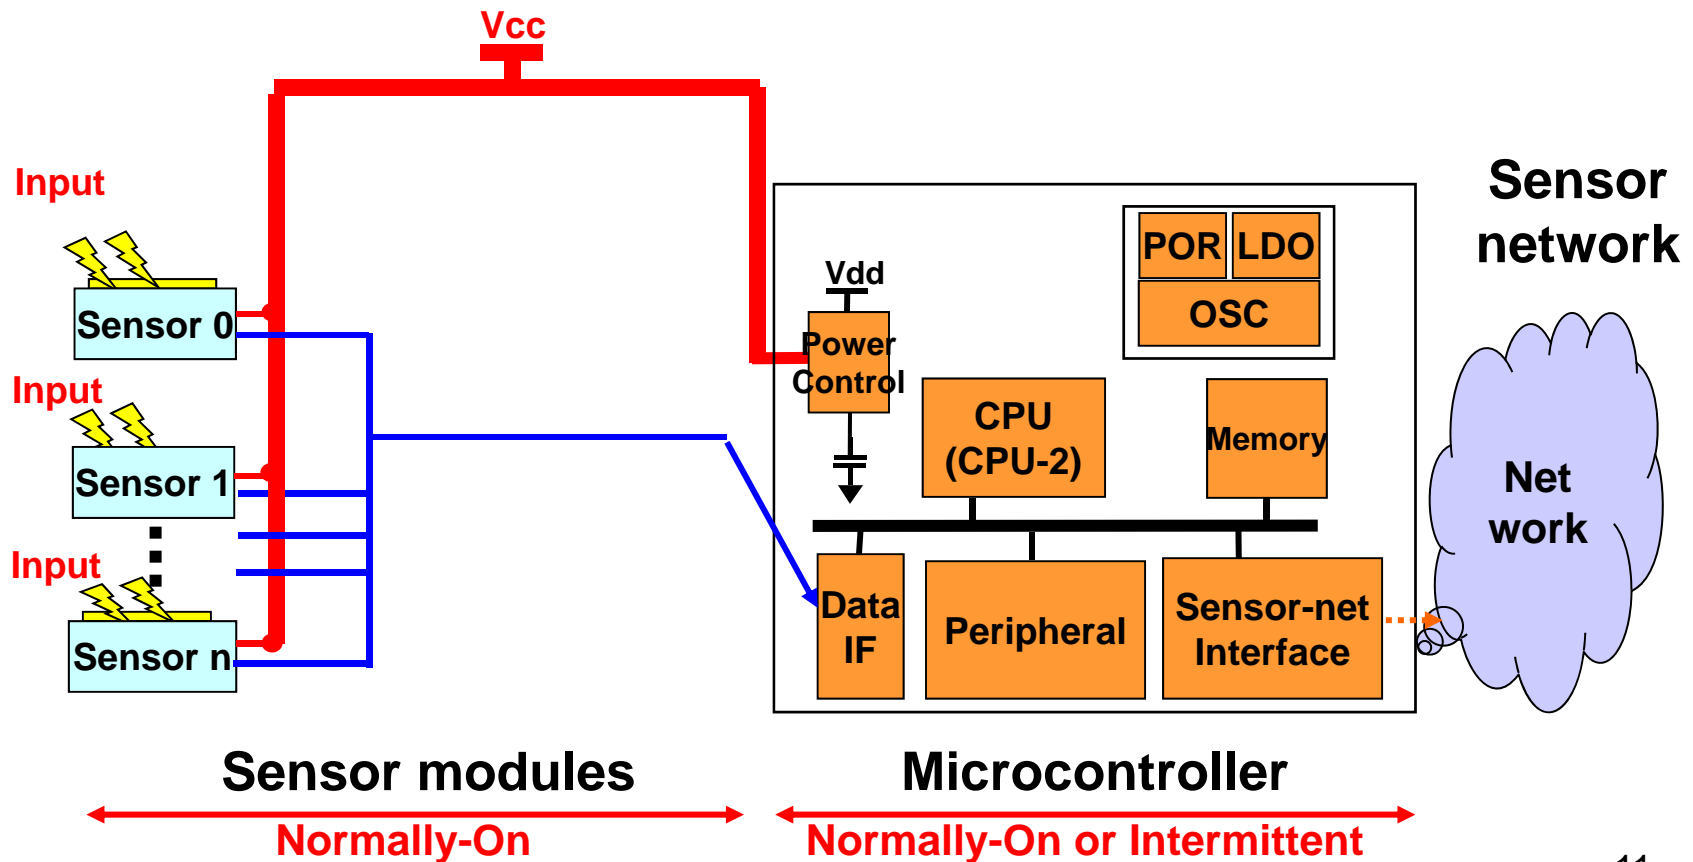 Vcc
Input
Sensor 0
Input
Sensor 1
Input
Sensor n
Vdd
Power
Control
POR
LDO
OSC
CPU
(CPU-2)
Memory
Data
IF
Peripheral
Sensor-net
Interface
Sensor
network
Net
work
Sensor modules
Normally-On
Microcontroller
Normally-On or Intermittent